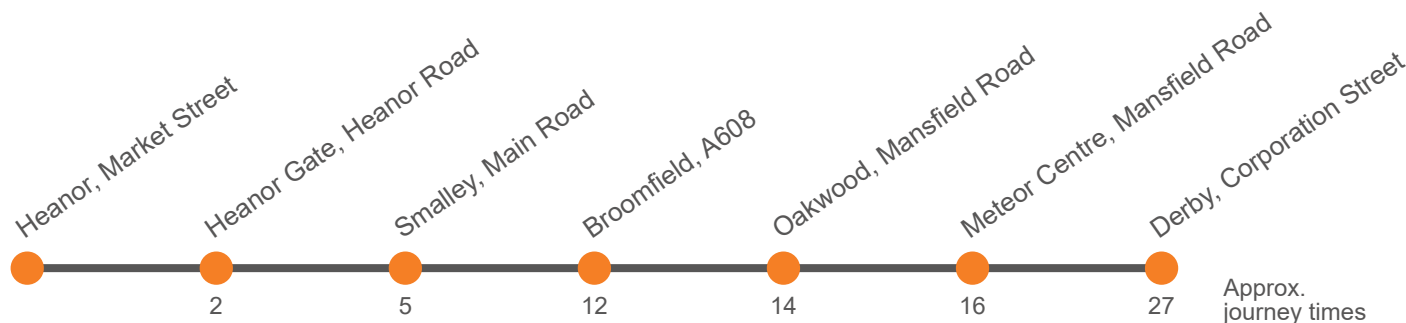 Heanor, Market Street
Heanor Gate, Heanor Road
Smalley, Main Road
Broomfield, A608
Oakwood, Mansfield Road
Meteor Centre, Mansfield Road
Derby, Corporation Street
2
5
12
14
16
27
Approx.
journey times